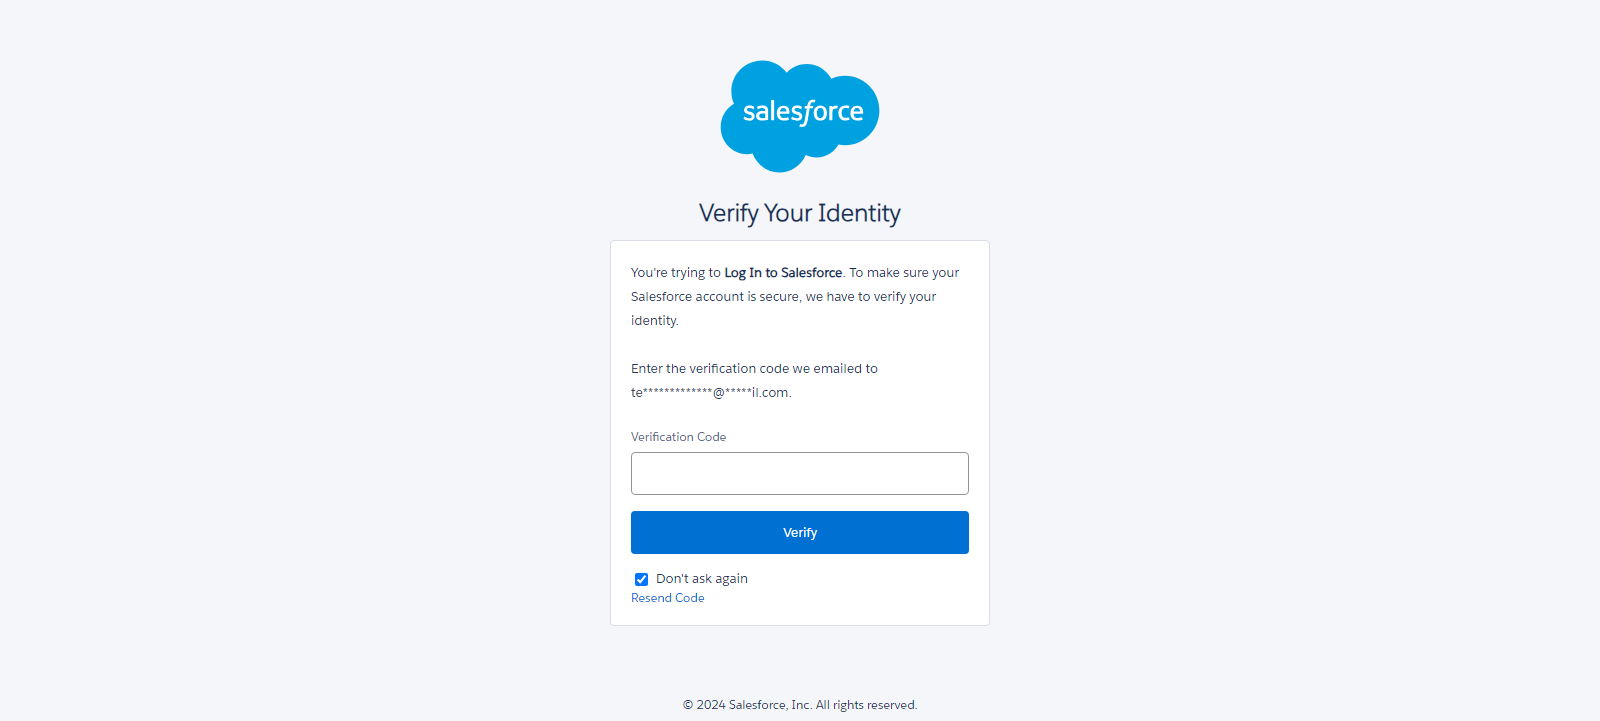 salesforce
Verify Your Identity
You're trying to Log In to Salesforce. To make sure your
Salesforce account is secure, we have to verify your
identity.
Enter the verification code we emailed to
te*************@*****il.com.
Verification Code
Verify
Don't ask again
Resend Code
© 2024 Salesforce, Inc. All rights reserved.